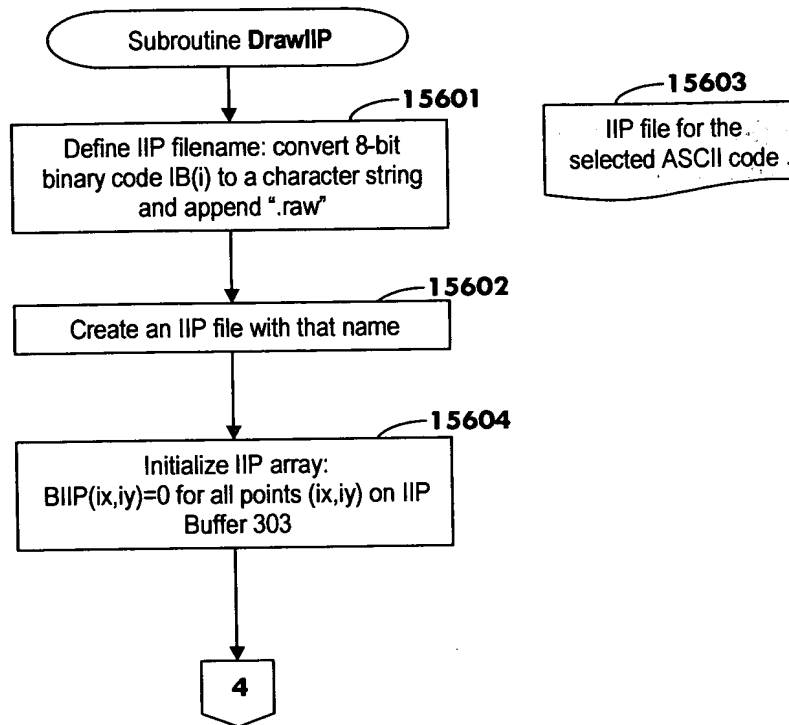 Subroutine DrawIIP
15601
Define IIP filename: convert 8-bit
binary code IB(i) to a character string
and append “.raw”
15603
IIP file for the
selected ASCII code
15602
Create an IIP file with that name
15604
Initialize IIP array:
BIIP(ix,iy)=0 for all points (ix,iy) on IIP
Buffer 303
4